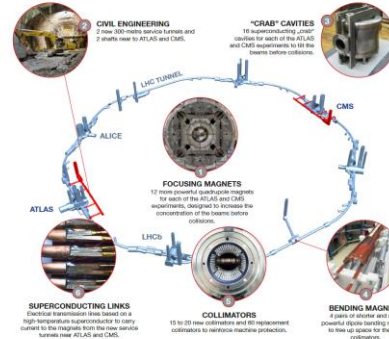 2
CIVIL ENGINEERING
2 new 300-metre service tunnels and
2 shafts near to ATLAS and CMS.
"CRAB" CAVITIES
16 superconducting „crab"
cavities for each of the ATLAS
and CMS experiments to tilt the
beams before collisions.
3
LHC TUNNEL
CMS
ALICE
1
FOCUSING MAGNETS
12 more powerful quadrupole magnets
for each of the ATLAS and CMS
experiments, designed to increase the
concentration of the beams before
collisions.
ATLAS
LHCb
SUPERCONDUCTING LINKS
Electrical transmission lines based on a
high-temperature superconductor to carry
current to the magnets from the new service
tunnels near ATLAS and CMS.
5
COLLIMATORS
15 to 20 new collimators and 60 replacement
collimators to reinforce machine protection.
BENDING MAGNE
4 pairs of shorter and m
powerful dipole bending m
to free up space for the
collimators.